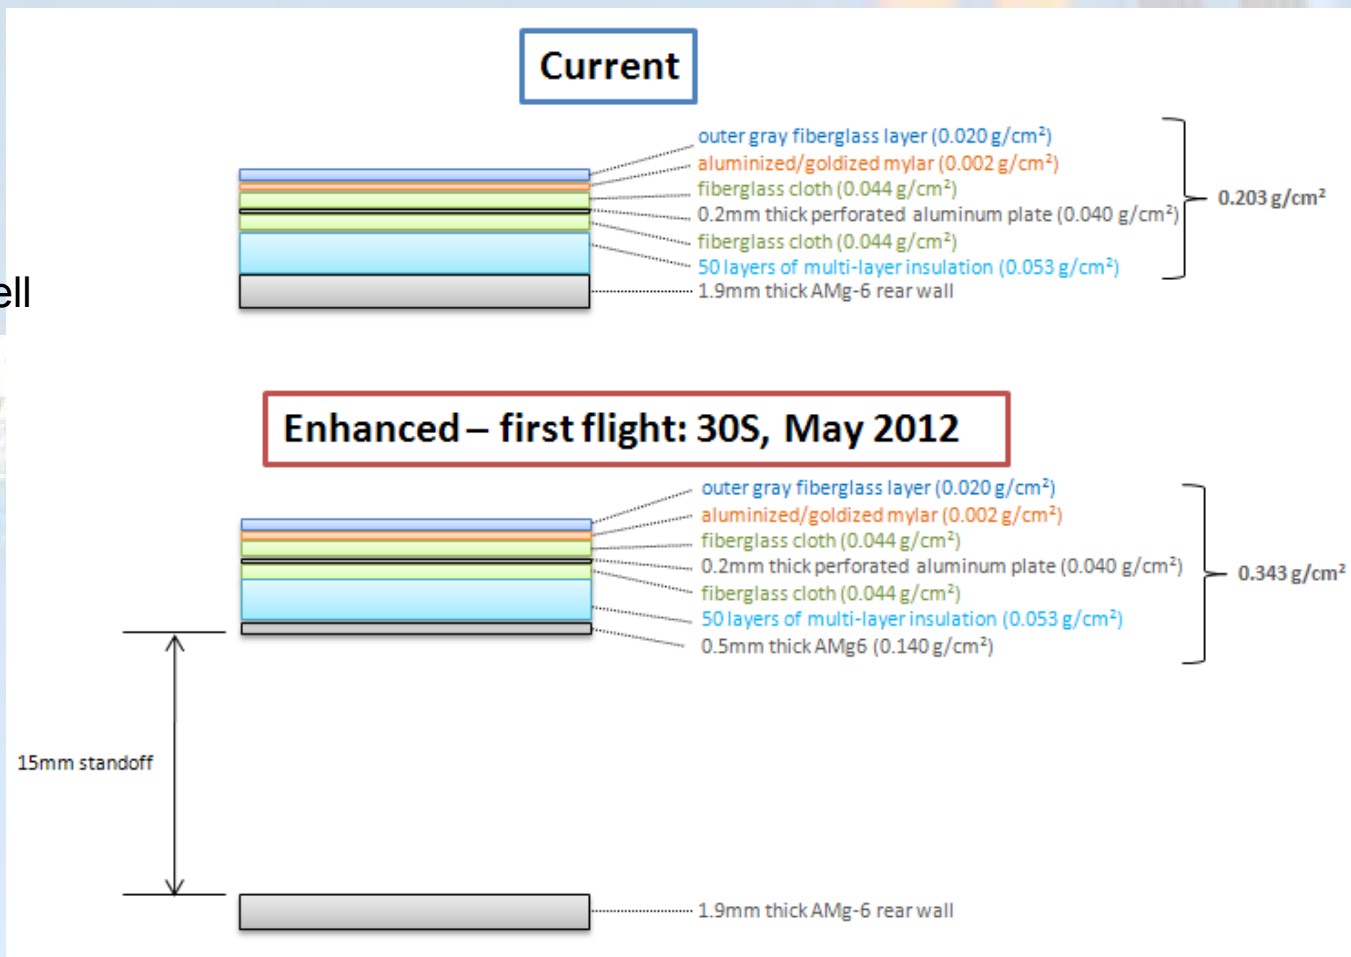 Current
outer gray fiberglass layer (0.020 g/cm²)
aluminized/goldized mylar (0.002 g/cm²)
fiberglass cloth (0.044 g/cm²)
0.2mm thick perforated aluminum plate (0.040 g/cm²)
0.203 g/cm²
fiberglass cloth (0.044 g/cm²)
50 layers of multi-layer insulation (0.053 g/cm²)
ell
1.9mm thick AMg-6 rear wall
Enhanced – first flight: 30S, May 2012
outer gray fiberglass layer (0.020 g/cm²)
aluminized/goldized mylar (0.002 g/cm²)
fiberglass cloth (0.044 g/cm²)
0.2mm thick perforated aluminum plate (0.040 g/cm²)
0.343 g/cm²
fiberglass cloth (0.044 g/cm²)
50 layers of multi-layer insulation (0.053 g/cm²)
0.5mm thick AMg6 (0.140 g/cm²)
15mm standoff
1.9mm thick AMg-6 rear wall